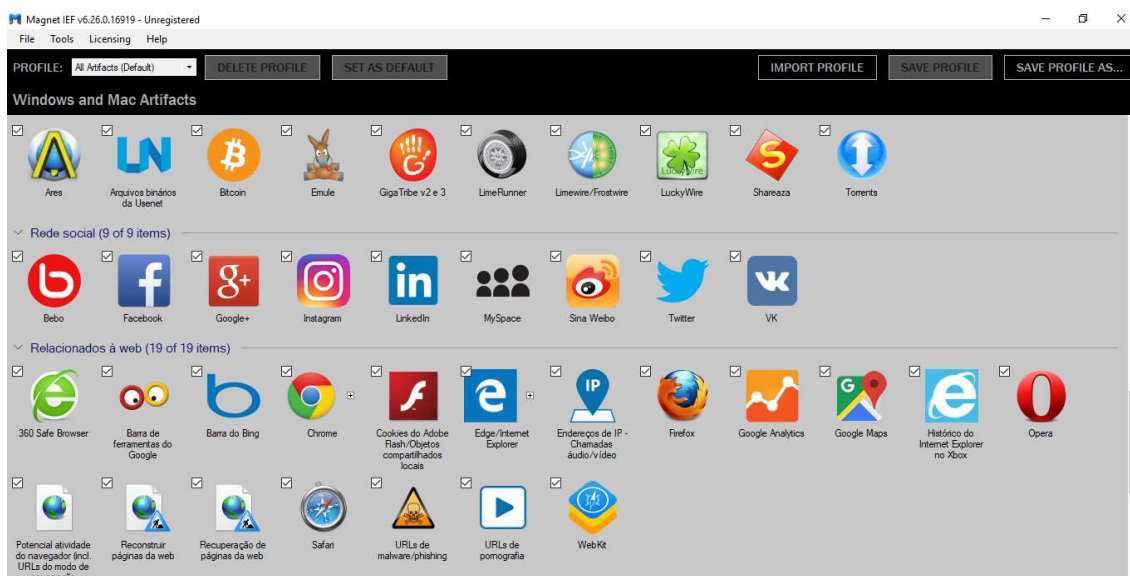 Magnet IEF v6.26.0.16919 - Unregistered
File Tools Licensing Help
PROFILE: All Artifacts (Default) DELETE PROFILE SET AS DEFAULT IMPORT PROFILE SAVE PROFILE SAVE PROFILE AS...
Windows and Mac Artifacts
LuckyWire
Ares
Arquivos binários
da Usenet
Bitcoin
Emule
GigaTribe v2 e 3
LimeRunner
Limewire/Frostwire
LuckyWire
Shareaza
Torrents
Rede social (9 of 9 items)
Bebo
Facebook
Google+
Instagram
LinkedIn
MySpace
Sina Weibo
Twitter
VK
Relacionados à web (19 of 19 items)
IP
360 Safe Browser
Barra de
ferramentas do
Google
Barra do Bing
Chrome
Cookies do Adobe
Flash/Objetos
compartilhados
locais
Edge/Internet
Explorer
Endereços de IP -
Chamadas
áudio/vídeo
Firefox
Google Analytics
Google Maps
Histórico do
Internet Explorer
no Xbox
Opera
Potencial atividade
do navegador (incl.
URLs do modo de
Reconstruir
páginas da web
Recuperação de
páginas da web
Safari
URLs de
malware/phishing
URLs de
pornografia
WebKit